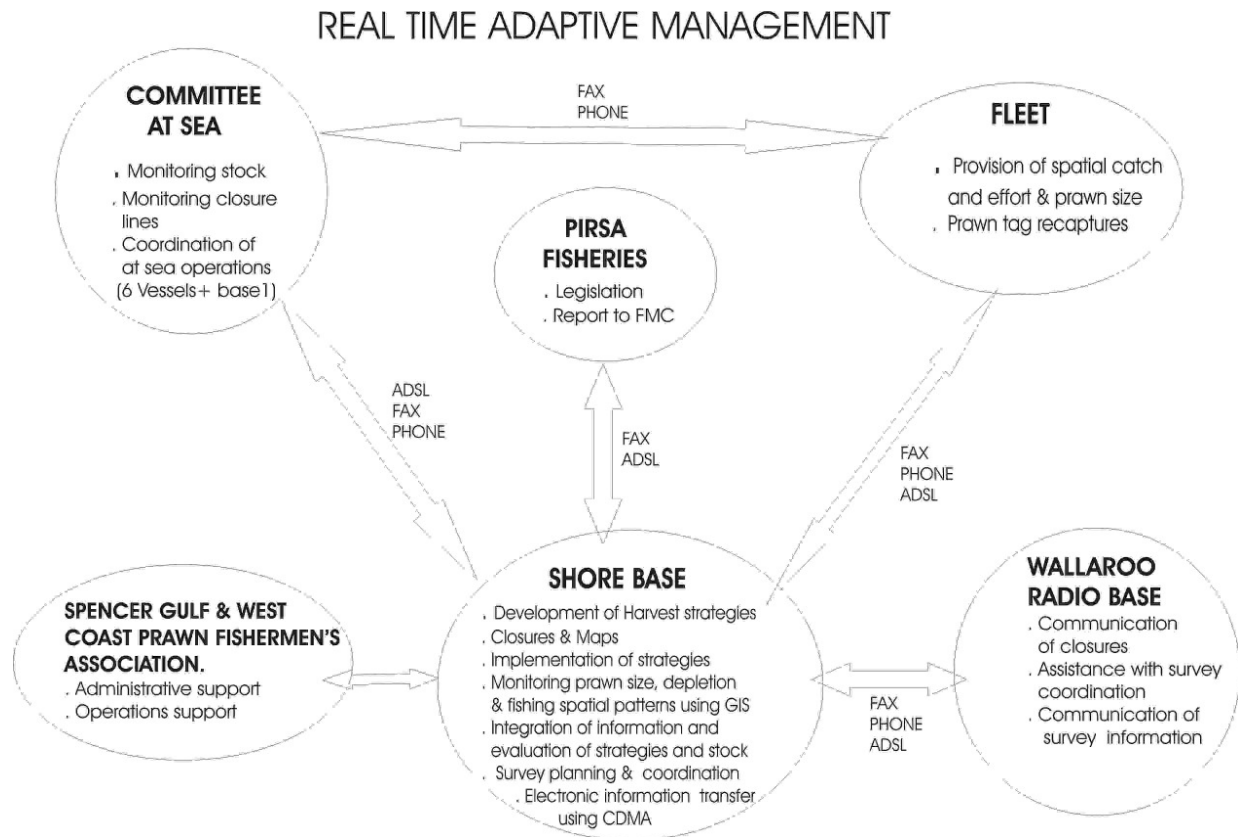 REAL TIME ADAPTIVE MANAGEMENT
COMMITTEE
AT SEA
. Monitoring stock
. Monitoring closure
lines
. Coordination of
at sea operations
(6 Vessels+ base1)
FAX
PHONE
FLEET
. Provision of spatial catch
and effort & prawn size
. Prawn tag recaptures
PIRSA
FISHERIES
. Legislation
. Report to FMC
ADSL
FAX
PHONE
FAX
ADSL
FAX
PHONE
ADSL
SPENCER GULF & WEST
COAST PRAWN FISHERMEN'S
ASSOCIATION.
. Administrative support
. Operations support
SHORE BASE
. Development of Harvest strategies
. Closures & Maps
. Implementation of strategies
. Monitoring prawn size, depletion
& fishing spatial patterns using GIS
. Integration of information and
evaluation of strategies and stock
. Survey planning & coordination
. Electronic information transfer
using CDMA
FAX
PHONE
ADSL
WALLAROO
RADIO BASE
. Communication
of closures
. Assistance with survey
coordination
. Communication of
survey information